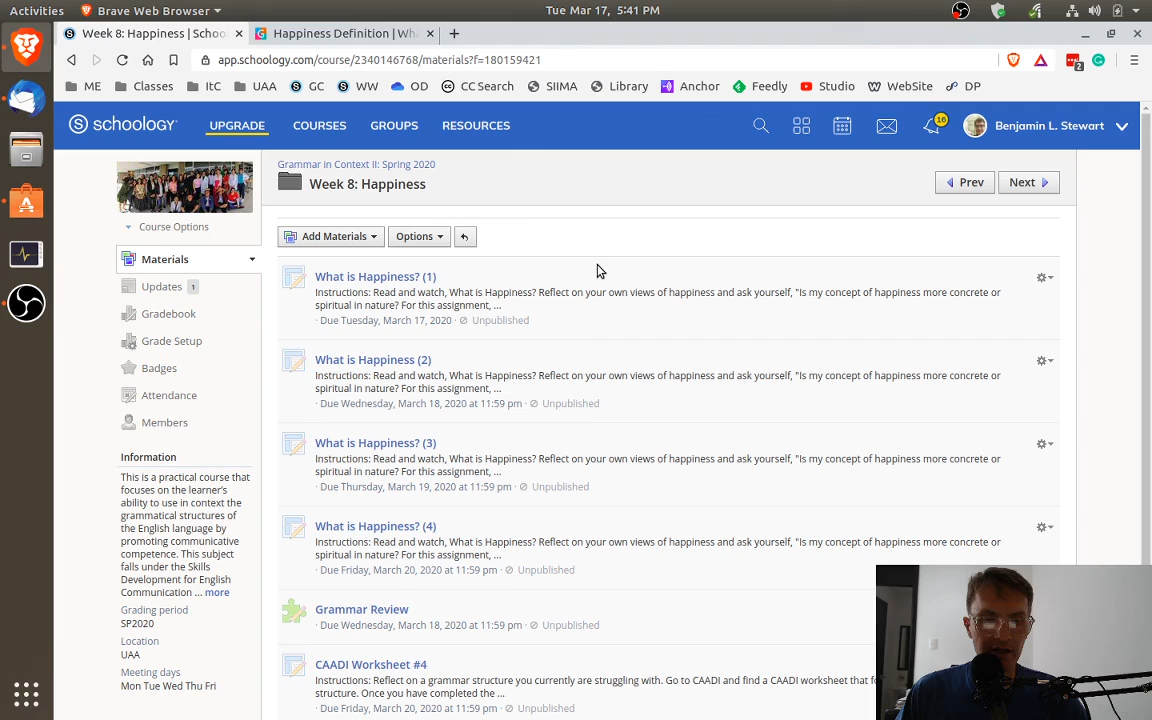 Activities
Brave Web Browser
Tue Mar 17, 5:41 PM
Week 8: Happiness | Schoo
Happiness Definition | Wha
app.schoology.com/course/2340146768/materials?f=180159421
2
ME
Classes
ItC
UAA
GC
WW
OD
CC Search
SIIMA
Library
Anchor
Feedly
Studio
WebSite
DP
S schoology
UPGRADE
COURSES
GROUPS
RESOURCES
16
Benjamin L. Stewart
Grammar in Context II: Spring 2020
Week 8: Happiness
Prev
Next
Course Options
Materials
Updates 1
Gradebook
Grade Setup
Badges
Attendance
Members
Information
This is a practical course that
focuses on the learner's
ability to use in context the
grammatical structures of
the English language by
promoting communicative
competence. This subject
falls under the Skills
Development for English
Communication ... more
Grading period
SP2020
Location
UAA
Meeting days
Mon Tue Wed Thu Fri
Add Materials
Options
What is Happiness? (1)
Instructions: Read and watch, What is Happiness? Reflect on your own views of happiness and ask yourself, "Is my concept of happiness more concrete or
spiritual in nature? For this assignment, ...
· Due Tuesday, March 17, 2020 · Unpublished
What is Happiness (2)
Instructions: Read and watch, What is Happiness? Reflect on your own views of happiness and ask yourself, "Is my concept of happiness more concrete or
spiritual in nature? For this assignment, ...
· Due Wednesday, March 18, 2020 at 11:59 pm · Unpublished
What is Happiness? (3)
Instructions: Read and watch, What is Happiness? Reflect on your own views of happiness and ask yourself, "Is my concept of happiness more concrete or
spiritual in nature? For this assignment, ...
· Due Thursday, March 19, 2020 at 11:59 pm · Unpublished
What is Happiness? (4)
Instructions: Read and watch, What is Happiness? Reflect on your own views of happiness and ask yourself, "Is my concept of happiness more concrete or
spiritual in nature? For this assignment, ...
· Due Friday, March 20, 2020 at 11:59 pm · Unpublished
Grammar Review
· Due Wednesday, March 18, 2020 at 11:59 pm · Unpublished
CAADI Worksheet #4
Instructions: Reflect on a grammar structure you currently are struggling with. Go to CAADI and find a CAADI worksheet that fo
structure. Once you have completed the ...
· Due Friday, March 20, 2020 at 11:59 pm · Unpublished